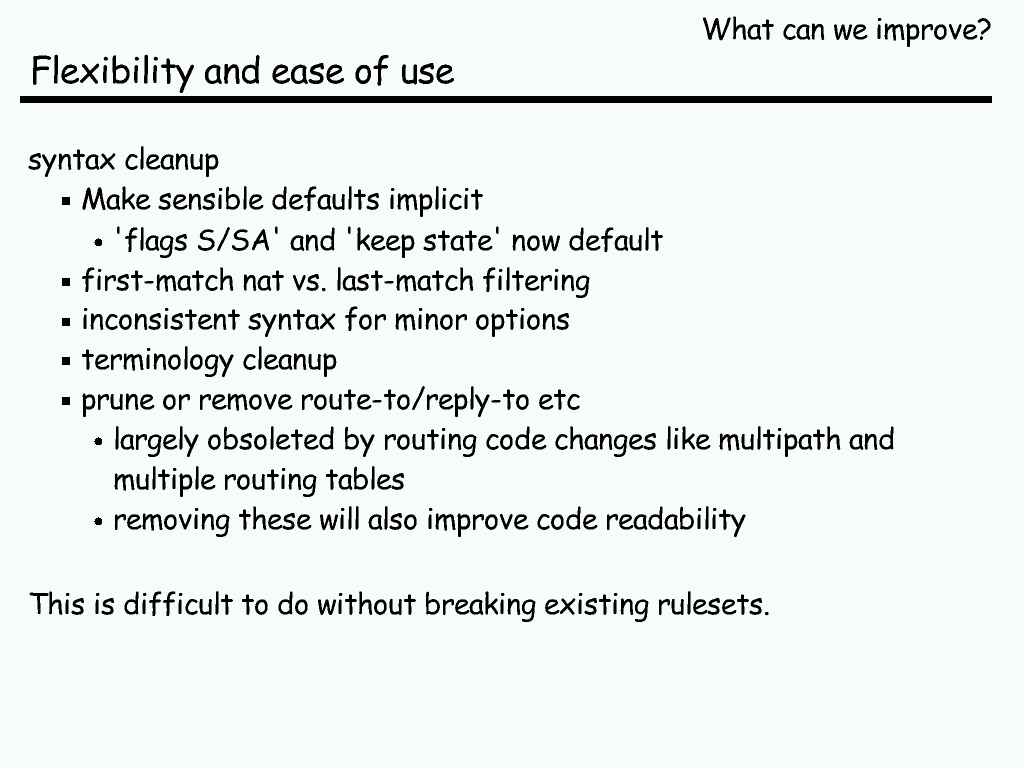 What can we improve?
Flexibility and ease of use
syntax cleanup
▪ Make sensible defaults implicit
• 'flags S/SA' and 'keep state' now default
▪ first-match nat vs. last-match filtering
▪ inconsistent syntax for minor options
▪ terminology cleanup
▪ prune or remove route-to/reply-to etc
• largely obsoleted by routing code changes like multipath and
multiple routing tables
• removing these will also improve code readability
This is difficult to do without breaking existing rulesets.